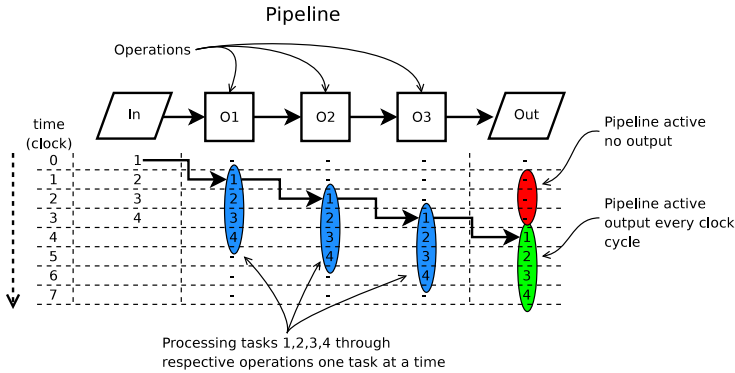 Pipeline
Operations
In O1 O2 O3 Out
time
(clock)
Pipeline active
no output
0 1 - - - -
1 2 1 - - -
2 3 2 1 - -
3 4 3 2 1 -
4 4 3 2 1
5 - 4 3 2
6 - - 4 3
7 - - - 4
Pipeline active
output every clock
cycle
Processing tasks 1,2,3,4 through
respective operations one task at a time